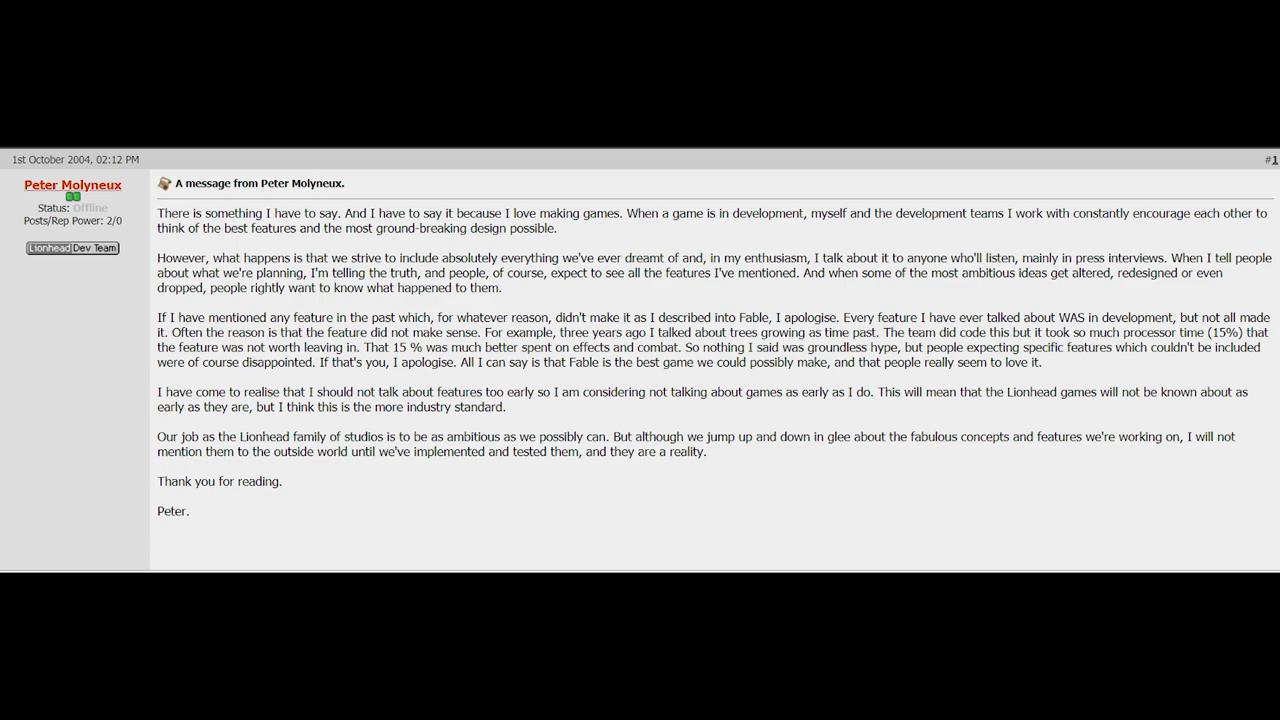 1st October 2004, 02:12 PM
#1
Peter Molyneux
Status: Offline
Posts/Rep Power: 2/0
Lionhead Dev Team
A message from Peter Molyneux.
There is something I have to say. And I have to say it because I love making games. When a game is in development, myself and the development teams I work with constantly encourage each other to
think of the best features and the most ground-breaking design possible.
However, what happens is that we strive to include absolutely everything we've ever dreamt of and, in my enthusiasm, I talk about it to anyone who'll listen, mainly in press interviews. When I tell people
about what we're planning, I'm telling the truth, and people, of course, expect to see all the features I've mentioned. And when some of the most ambitious ideas get altered, redesigned or even
dropped, people rightly want to know what happened to them.
If I have mentioned any feature in the past which, for whatever reason, didn't make it as I described into Fable, I apologise. Every feature I have ever talked about WAS in development, but not all made
it. Often the reason is that the feature did not make sense. For example, three years ago I talked about trees growing as time past. The team did code this but it took so much processor time (15%) that
the feature was not worth leaving in. That 15 % was much better spent on effects and combat. So nothing I said was groundless hype, but people expecting specific features which couldn't be included
were of course disappointed. If that's you, I apologise. All I can say is that Fable is the best game we could possibly make, and that people really seem to love it.
I have come to realise that I should not talk about features too early so I am considering not talking about games as early as I do. This will mean that the Lionhead games will not be known about as
early as they are, but I think this is the more industry standard.
Our job as the Lionhead family of studios is to be as ambitious as we possibly can. But although we jump up and down in glee about the fabulous concepts and features we're working on, I will not
mention them to the outside world until we've implemented and tested them, and they are a reality.
Thank you for reading.
Peter.